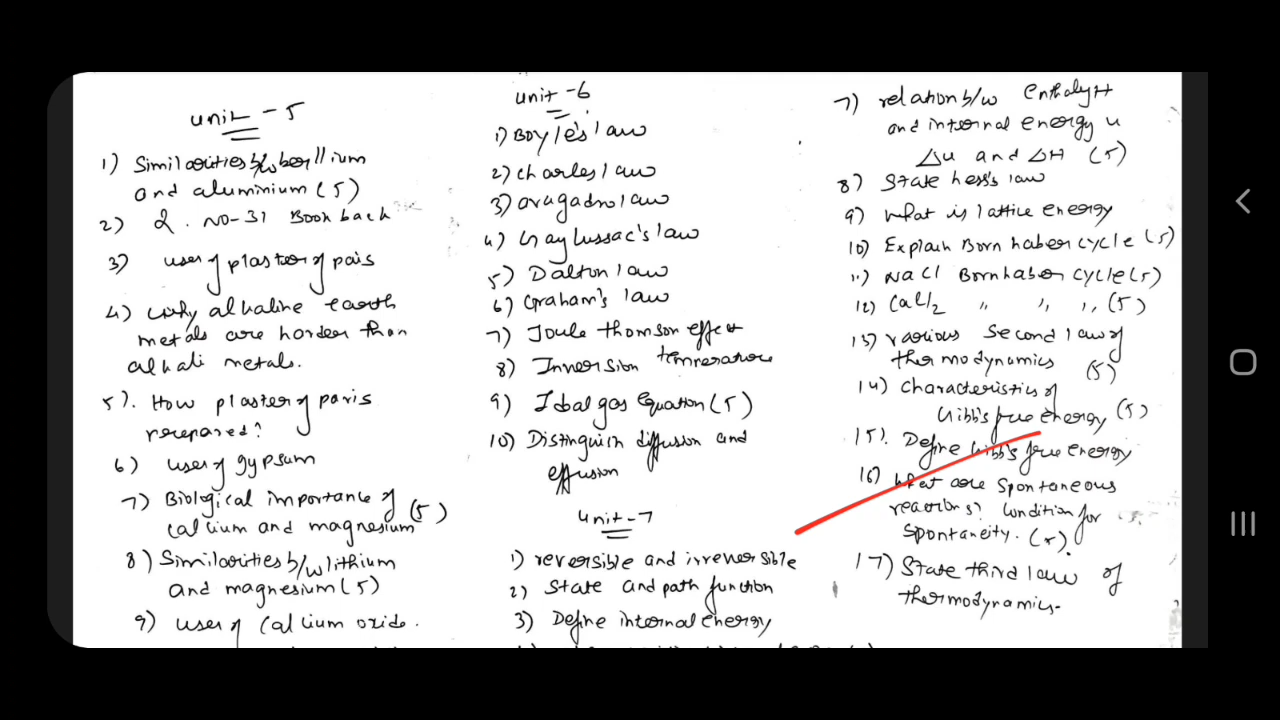 unit - 5
1) Similarities b/w beryllium
and aluminium (5)
2) Q. NO-31 Book back
3) uses of plaster of pais
4) why alkaline earth
metals are harder than
alkali metals.
5). How plaster of paris
prepared?
6) uses of gypsum
7) Biological importance of (5)
calcium and magnesium
8) Similarities b/w lithium
and magnesium (5)
9) uses of calcium oxide.
unit - 6
1) Boyle's law
2) charles law
3) avagadro law
4) Gay lussac's law
5) Dalton law
6) Graham's law
7) Joule thomson effect
8) Inversion temperature
9) Ideal gas Equation (5)
10) Distinguish diffusion and
effusion
unit - 7
1) reversible and irreversible
2) State and path function
3) Define internal energy
7) relation b/w Enthalpy H
and internal energy u
Δu and ΔH (5)
8) State hess's law
9) what is lattice energy
10) Explain Born haber cycle (5)
11) NaCl Born haber cycle (5)
12) CaCl2 " " " (5)
13) various second law of
thermodynamics (5)
14) characteristics of
Gibb's free energy (5)
15). Define Gibb's free energy
16) what are spontaneous
reactions? condition for
spontaneity.
17) State third law of
thermodynamics.